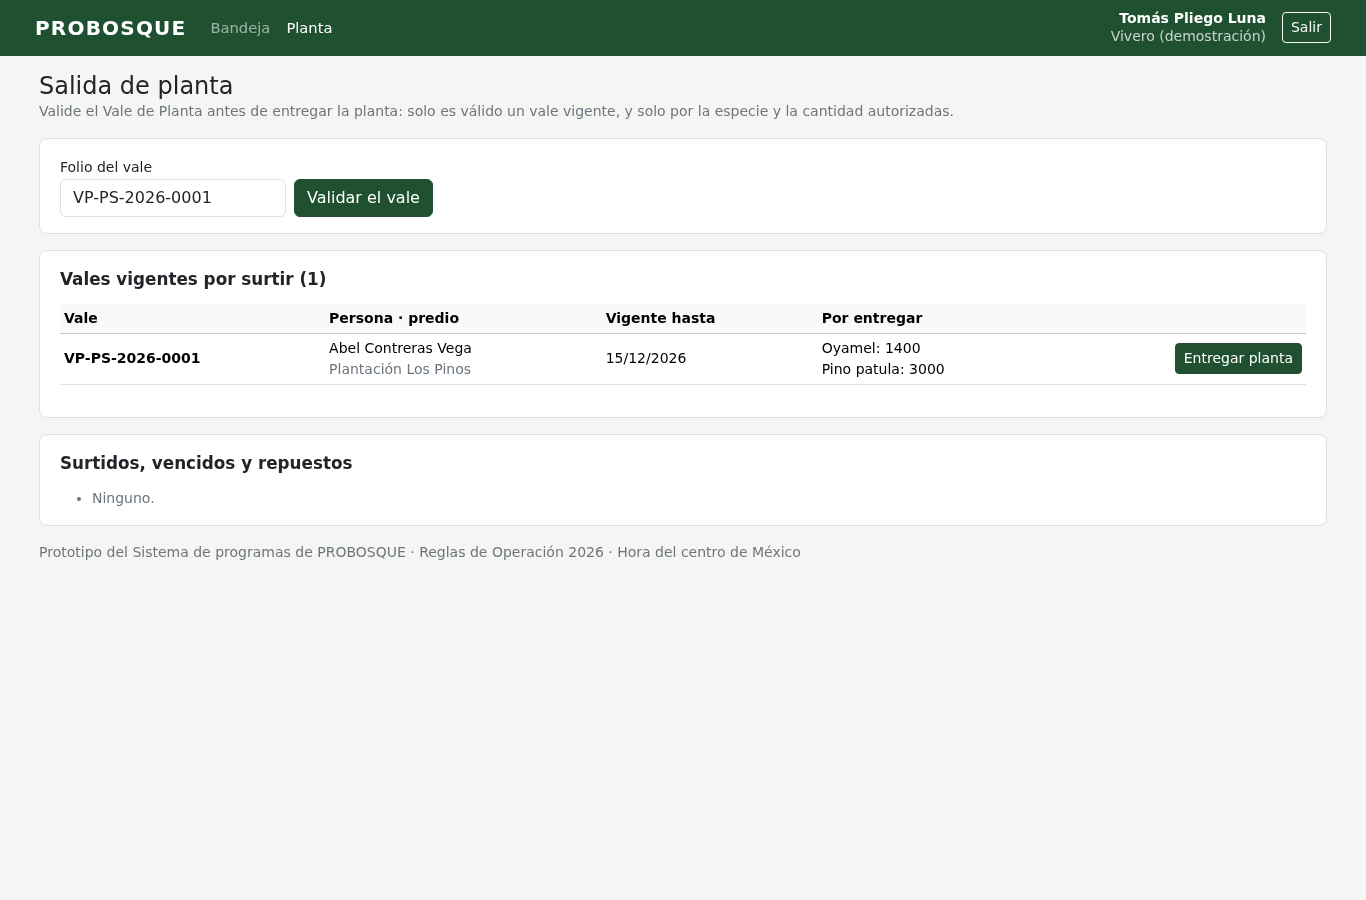 PROBOSQUE Bandeja Planta Tomás Pliego Luna
Vivero (demostración) Salir
Salida de planta
Valide el Vale de Planta antes de entregar la planta: solo es válido un vale vigente, y solo por la especie y la cantidad autorizadas.
Folio del vale
VP-PS-2026-0001 Validar el vale
Vales vigentes por surtir (1)
Vale Persona · predio Vigente hasta Por entregar
VP-PS-2026-0001 Abel Contreras Vega 15/12/2026 Oyamel: 1400 Entregar planta
Plantación Los Pinos Pino patula: 3000
Surtidos, vencidos y repuestos
• Ninguno.
Prototipo del Sistema de programas de PROBOSQUE · Reglas de Operación 2026 · Hora del centro de México